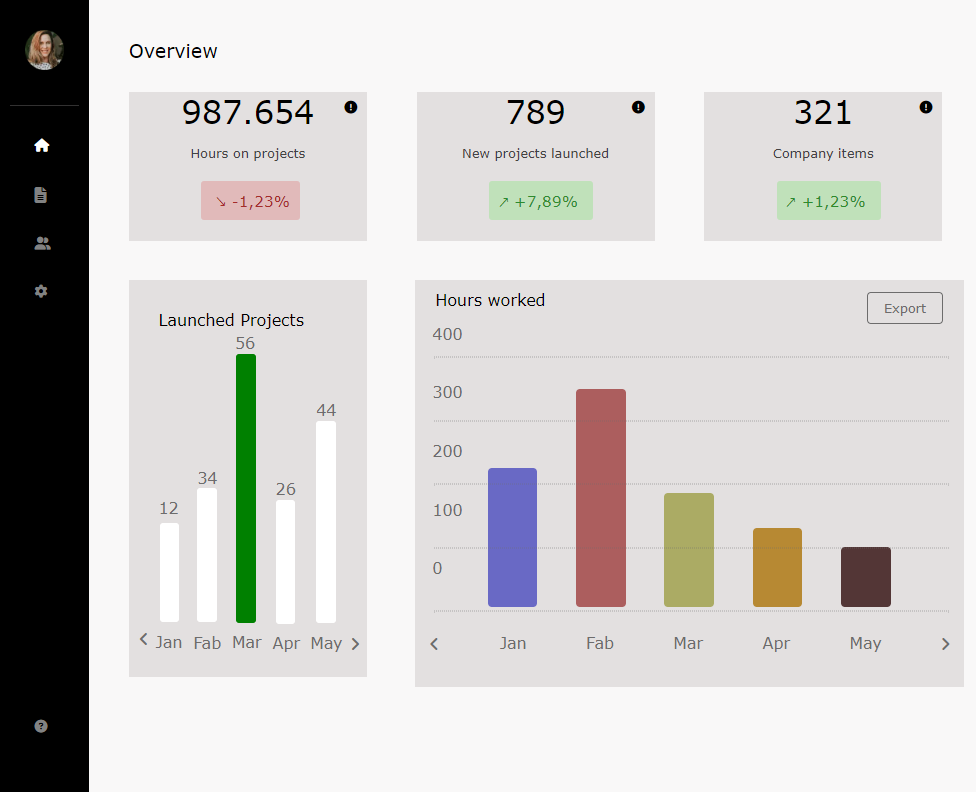 Overview
987.654
Hours on projects
↘ -1,23%
789
New projects launched
↗ +7,89%
321
Company items
↗ +1,23%
Launched Projects
56
44
34
26
12
Jan Fab Mar Apr May
Hours worked
Export
400
300
200
100
0
Jan Fab Mar Apr May